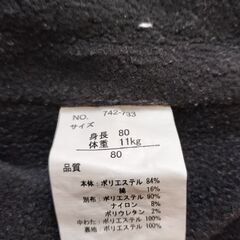 NO. 742-733
サイズ
身長 80
体重 11kg
80
品質
本体:ポリエステル 84%
綿 16%
別布:ポリエステル 90%
ナイロン 8%
ポリウレタン 2%
中わた:ポリエステル 100%
裏地:ポリエステル 100%